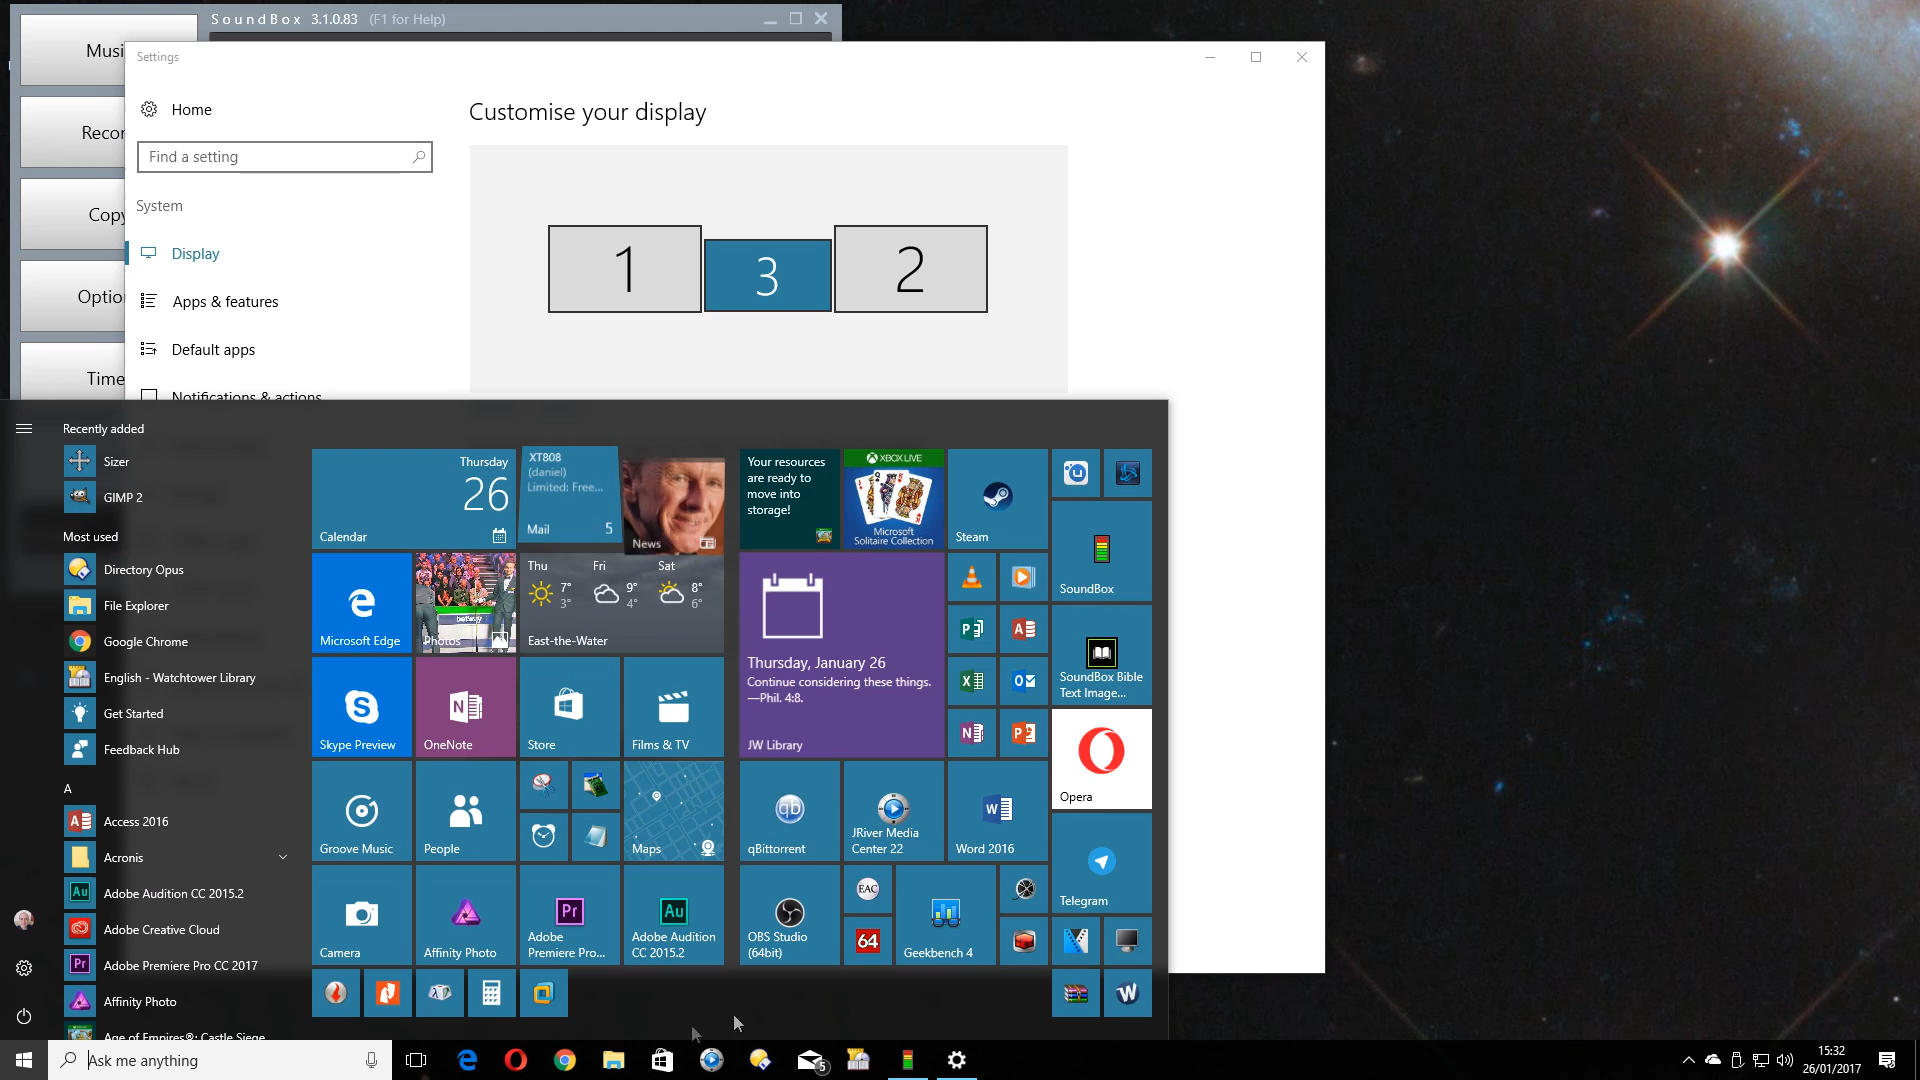 SoundBox 3.1.0.83 (F1 for Help)
Musi
Recor
Copy
Option
Time
Settings
Home
Find a setting
System
Display
Apps & features
Default apps
Notifications & actions
Customise your display
1
3
2
Recently added
Sizer
GIMP 2
Most used
Directory Opus
File Explorer
Google Chrome
English - Watchtower Library
Get Started
Feedback Hub
A
Access 2016
Acronis
Adobe Audition CC 2015.2
Adobe Creative Cloud
Adobe Premiere Pro CC 2017
Affinity Photo
Age of Empires®: Castle Siege
Thursday
26
Calendar
XT808
(daniel)
Limited: Free...
Mail 5
News
Microsoft Edge
Photos
betway
Thu Fri Sat
7° 9° 8°
3° 4° 6°
East-the-Water
Skype Preview
OneNote
Store
Films & TV
Groove Music
People
Maps
Camera
Affinity Photo
Adobe
Premiere Pro...
Adobe Audition
CC 2015.2
Your resources
are ready to
move into
storage!
XBOX LIVE
Microsoft
Solitaire Collection
Steam
Thursday, January 26
Continue considering these things.
—Phil. 4:8.
JW Library
SoundBox
SoundBox Bible
Text Image...
Opera
qBittorrent
JRiver Media
Center 22
Word 2016
Telegram
OBS Studio
(64bit)
EAC
64
Geekbench 4
Ask me anything
5
15:32
26/01/2017